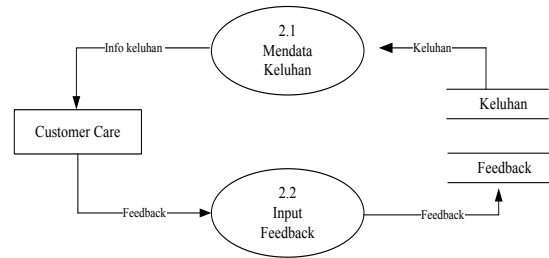 2.1
Mendata
Keluhan
Info keluhan
Keluhan
Keluhan
Customer Care
Feedback
2.2
Input
Feedback
Feedback
Feedback